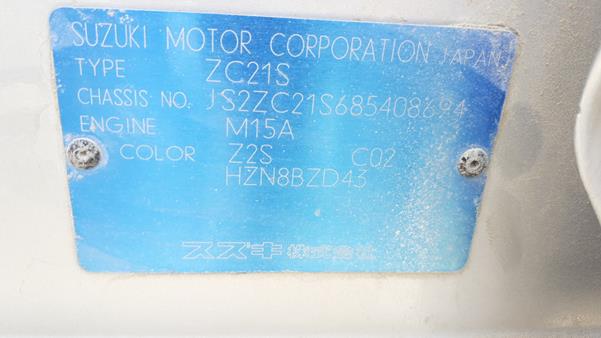 SUZUKI MOTOR CORPORATION JAPAN
TYPE ZC21S
CHASSIS NO. JS2ZC21S685408694
ENGINE M15A
COLOR Z2S C02
HZN8BZD43
スズキ株式会社